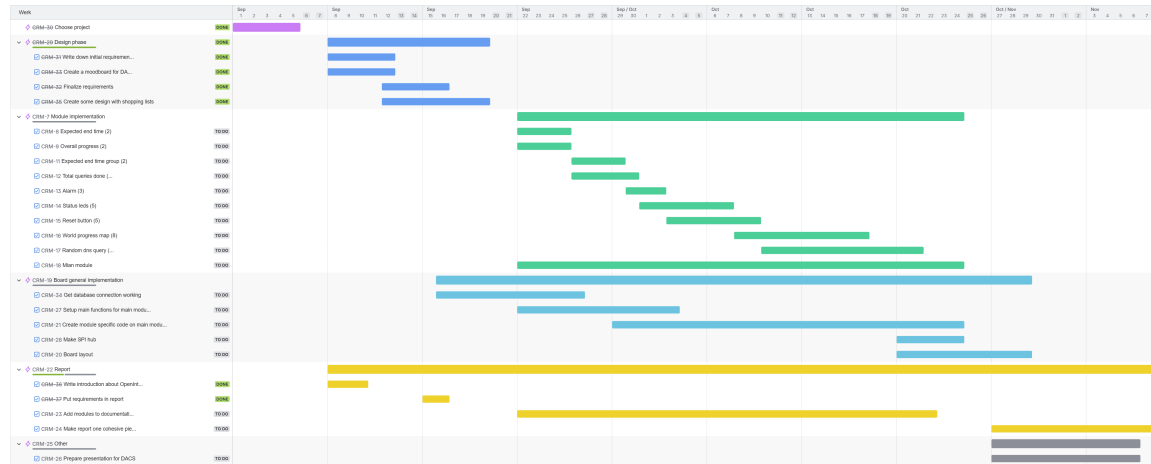 Work
Sep Sep Sep Sep Sep / Oct Oct Oct Oct Oct / Nov Nov
1 2 3 4 5 6 7 8 9 10 11 12 13 14 15 16 17 18 19 20 21 22 23 24 25 26 27 28 29 30 1 2 3 4 5 6 7 8 9 10 11 12 13 14 15 16 17 18 19 20 21 22 23 24 25 26 27 28 29 30 31 1 2 3 4 5 6 7
CRM-30 Choose project DONE
CRM-29 Design phase DONE
CRM-31 Write down initial requiremen... DONE
CRM-33 Create a moodboard for DA... DONE
CRM-32 Finalize requirements DONE
CRM-35 Create some design with shopping lists DONE
CRM-7 Module implementation
CRM-8 Expected end time (2) TO DO
CRM-9 Overall progress (2) TO DO
CRM-11 Expected end time group (2) TO DO
CRM-12 Total queries done (... TO DO
CRM-13 Alarm (3) TO DO
CRM-14 Status leds (5) TO DO
CRM-15 Reset button (5) TO DO
CRM-16 World progress map (8) TO DO
CRM-17 Random dns query (... TO DO
CRM-18 Mian module TO DO
CRM-19 Board general implementation
CRM-34 Get database connection working TO DO
CRM-27 Setup main functions for main modu... TO DO
CRM-21 Create module specific code on main modu... TO DO
CRM-28 Make SPI hub TO DO
CRM-20 Board layout TO DO
CRM-22 Report
CRM-36 Write introduction about OpenInt... DONE
CRM-37 Put requirements in report DONE
CRM-23 Add modules to documentati... TO DO
CRM-24 Make report one cohesive pie... TO DO
CRM-25 Other
CRM-26 Prepare presentation for DACS TO DO